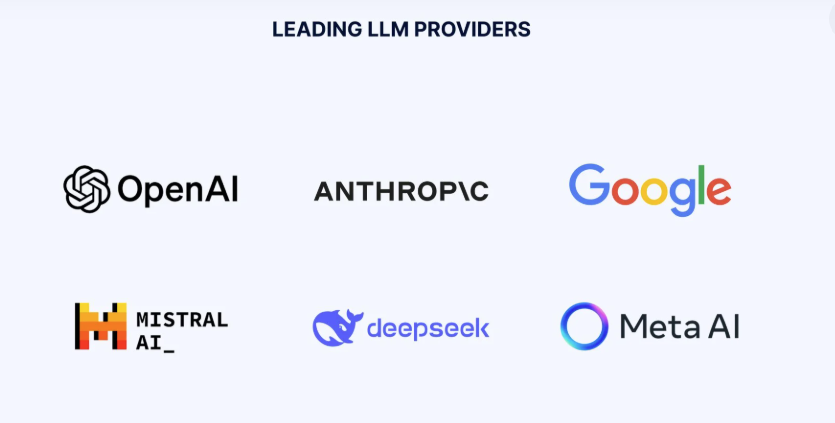 LEADING LLM PROVIDERS
OpenAI
ANTHROP\C
Google
MISTRAL
AI_
deepseek
Meta AI